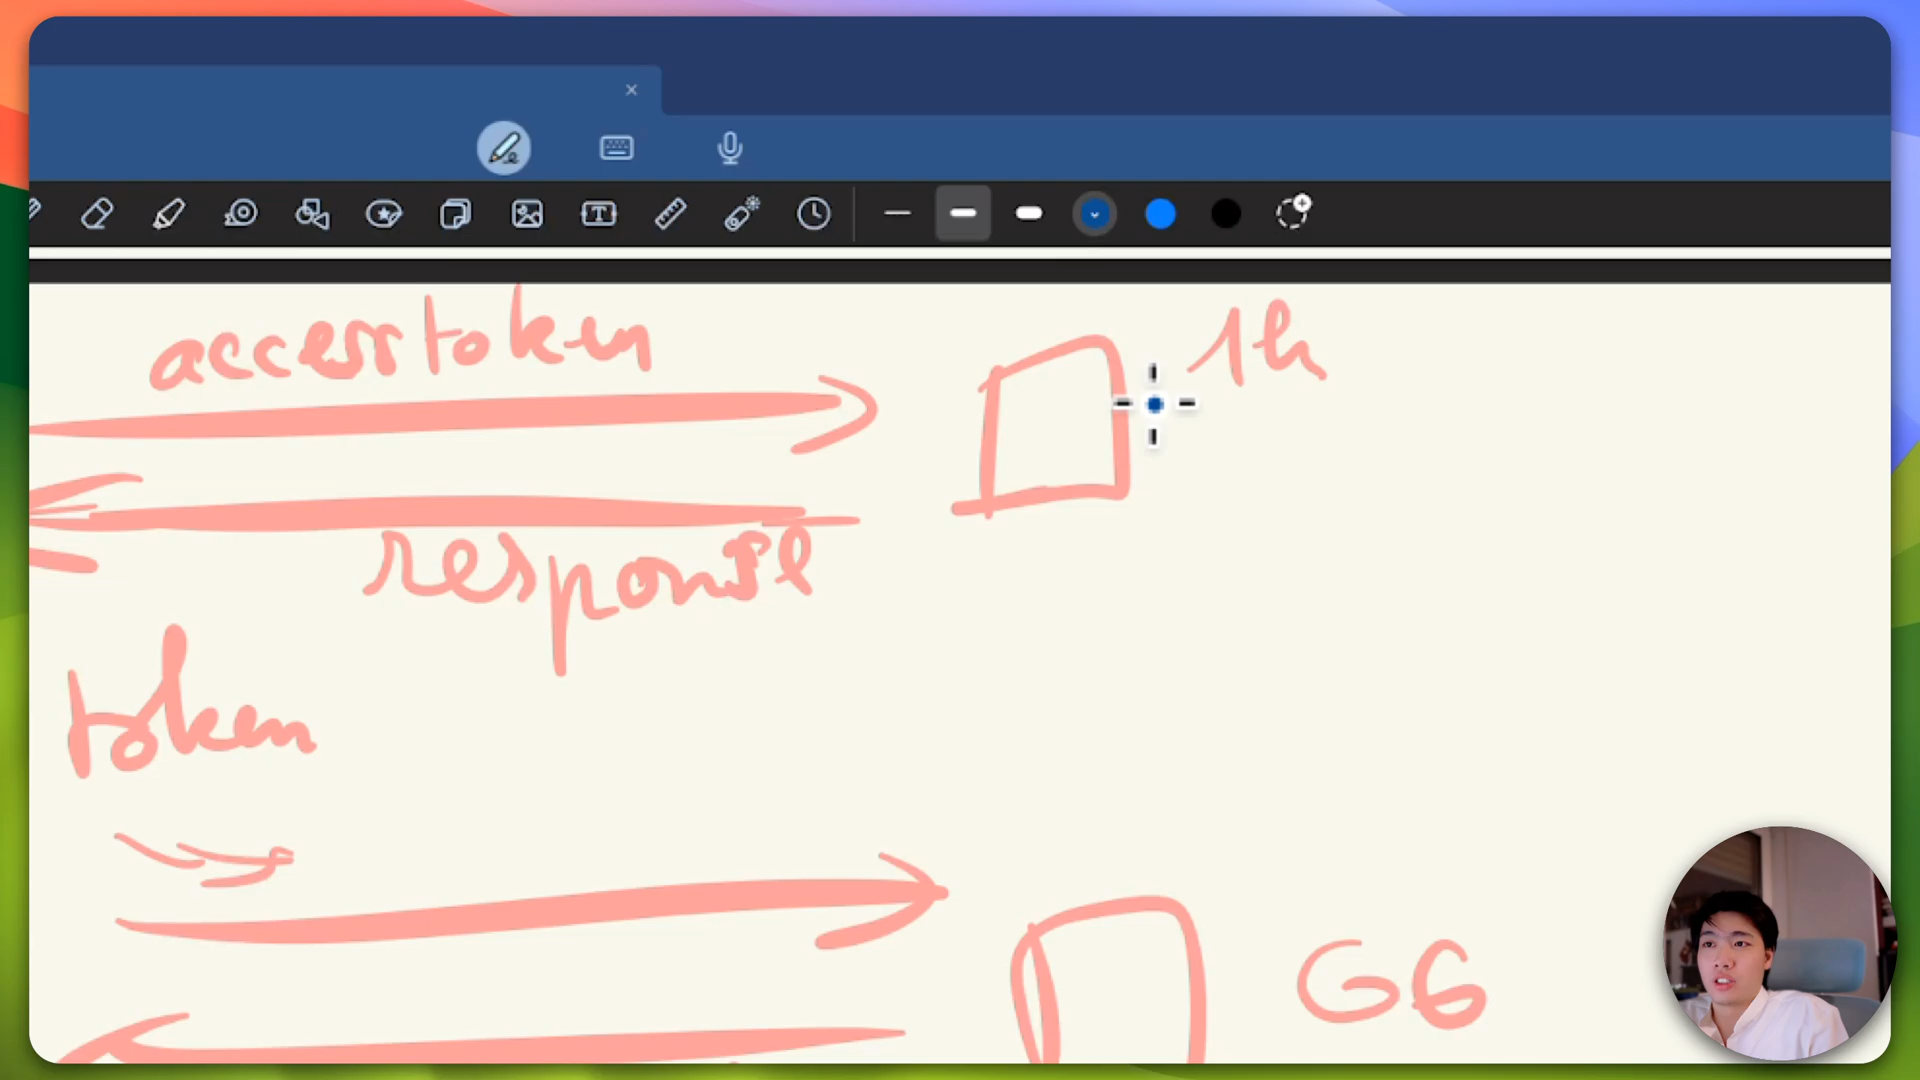 access token
1h
response
token
GG